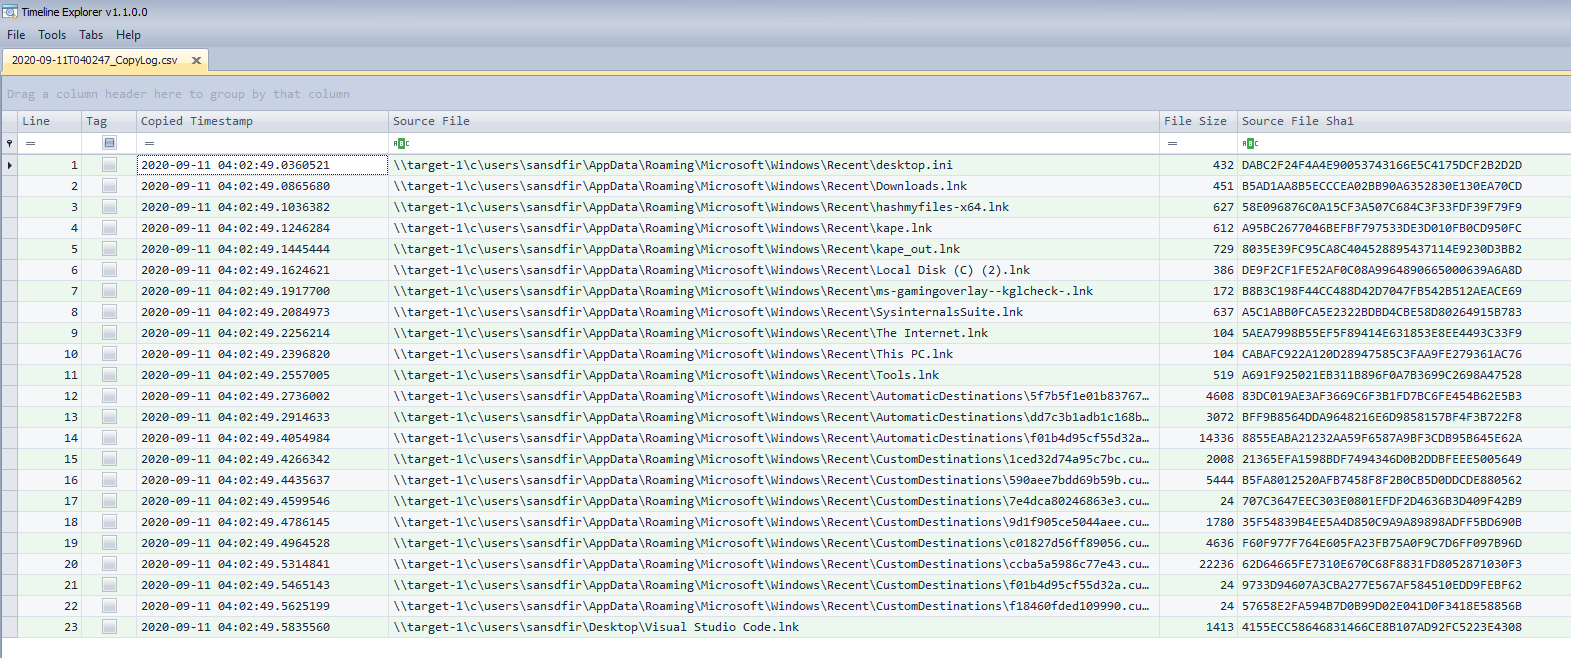 Timeline Explorer v1.1.0.0
File Tools Tabs Help
2020-09-11T040247_CopyLog.csv
Drag a column header here to group by that column
Line Tag Copied Timestamp Source File File Size Source File Sha1
= = ABC = ABC
1 2020-09-11 04:02:49.0360521 \\target-1\c\users\sansdfir\AppData\Roaming\Microsoft\Windows\Recent\desktop.ini 432 DABC2F24F4A4E90053743166E5C4175DCF2B2D2D
2 2020-09-11 04:02:49.0865680 \\target-1\c\users\sansdfir\AppData\Roaming\Microsoft\Windows\Recent\Downloads.lnk 451 B5AD1AA8B5ECCCEA02BB90A6352830E130EA70CD
3 2020-09-11 04:02:49.1036382 \\target-1\c\users\sansdfir\AppData\Roaming\Microsoft\Windows\Recent\hashmyfiles-x64.lnk 627 58E096876C0A15CF3A507C684C3F33FDF39F79F9
4 2020-09-11 04:02:49.1246284 \\target-1\c\users\sansdfir\AppData\Roaming\Microsoft\Windows\Recent\kape.lnk 612 A95BC2677046BEFBF797533DE3D010FB0CD950FC
5 2020-09-11 04:02:49.1445444 \\target-1\c\users\sansdfir\AppData\Roaming\Microsoft\Windows\Recent\kape_out.lnk 729 8035E39FC95CA8C404528895437114E9230D3BB2
6 2020-09-11 04:02:49.1624621 \\target-1\c\users\sansdfir\AppData\Roaming\Microsoft\Windows\Recent\Local Disk (C) (2).lnk 386 DE9F2CF1FE52AF0C08A9964890665000639A6A8D
7 2020-09-11 04:02:49.1917700 \\target-1\c\users\sansdfir\AppData\Roaming\Microsoft\Windows\Recent\ms-gamingoverlay--kglcheck-.lnk 172 B8B3C198F44CC488D42D7047FB542B512AEACE69
8 2020-09-11 04:02:49.2084973 \\target-1\c\users\sansdfir\AppData\Roaming\Microsoft\Windows\Recent\SysinternalsSuite.lnk 637 A5C1ABB0FCA5E2322BDBD4CBE58D80264915B783
9 2020-09-11 04:02:49.2256214 \\target-1\c\users\sansdfir\AppData\Roaming\Microsoft\Windows\Recent\The Internet.lnk 104 5AEA7998B55EF5F89414E631853E8EE4493C33F9
10 2020-09-11 04:02:49.2396820 \\target-1\c\users\sansdfir\AppData\Roaming\Microsoft\Windows\Recent\This PC.lnk 104 CABAFC922A120D28947585C3FAA9FE279361AC76
11 2020-09-11 04:02:49.2557005 \\target-1\c\users\sansdfir\AppData\Roaming\Microsoft\Windows\Recent\Tools.lnk 519 A691F925021EB311B896F0A7B3699C2698A47528
12 2020-09-11 04:02:49.2736002 \\target-1\c\users\sansdfir\AppData\Roaming\Microsoft\Windows\Recent\AutomaticDestinations\5f7b5f1e01b83767… 4608 83DC019AE3AF3669C6F3B1FD7BC6FE454B62E5B3
13 2020-09-11 04:02:49.2914633 \\target-1\c\users\sansdfir\AppData\Roaming\Microsoft\Windows\Recent\AutomaticDestinations\dd7c3b1adb1c168b… 3072 BFF9B8564DDA9648216E6D9858157BF4F3B722F8
14 2020-09-11 04:02:49.4054984 \\target-1\c\users\sansdfir\AppData\Roaming\Microsoft\Windows\Recent\AutomaticDestinations\f01b4d95cf55d32a… 14336 8855EABA21232AA59F6587A9BF3CDB95B645E62A
15 2020-09-11 04:02:49.4266342 \\target-1\c\users\sansdfir\AppData\Roaming\Microsoft\Windows\Recent\CustomDestinations\1ced32d74a95c7bc.cu… 2008 21365EFA1598BDF7494346D0B2DDBFEEE5005649
16 2020-09-11 04:02:49.4435637 \\target-1\c\users\sansdfir\AppData\Roaming\Microsoft\Windows\Recent\CustomDestinations\590aee7bdd69b59b.cu… 5444 B5FA8012520AFB7458F8F2B0CB5D0DDCDE880562
17 2020-09-11 04:02:49.4599546 \\target-1\c\users\sansdfir\AppData\Roaming\Microsoft\Windows\Recent\CustomDestinations\7e4dca80246863e3.cu… 24 707C3647EEC303E0801EFDF2D4636B3D409F42B9
18 2020-09-11 04:02:49.4786145 \\target-1\c\users\sansdfir\AppData\Roaming\Microsoft\Windows\Recent\CustomDestinations\9d1f905ce5044aee.cu… 1780 35F54839B4EE5A4D850C9A9A89898ADFF5BD690B
19 2020-09-11 04:02:49.4964528 \\target-1\c\users\sansdfir\AppData\Roaming\Microsoft\Windows\Recent\CustomDestinations\c01827d56ff89056.cu… 4636 F60F977F764E605FA23FB75A0F9C7D6FF097B96D
20 2020-09-11 04:02:49.5314841 \\target-1\c\users\sansdfir\AppData\Roaming\Microsoft\Windows\Recent\CustomDestinations\ccba5a5986c77e43.cu… 22236 62D64665FE7310E670C68F8831FD8052871030F3
21 2020-09-11 04:02:49.5465143 \\target-1\c\users\sansdfir\AppData\Roaming\Microsoft\Windows\Recent\CustomDestinations\f01b4d95cf55d32a.cu… 24 9733D94607A3CBA277E567AF584510EDD9FEBF62
22 2020-09-11 04:02:49.5625199 \\target-1\c\users\sansdfir\AppData\Roaming\Microsoft\Windows\Recent\CustomDestinations\f18460fded109990.cu… 24 57658E2FA594B7D0B99D02E041D0F3418E58856B
23 2020-09-11 04:02:49.5835560 \\target-1\c\users\sansdfir\Desktop\Visual Studio Code.lnk 1413 4155ECC58646831466CE8B107AD92FC5223E4308